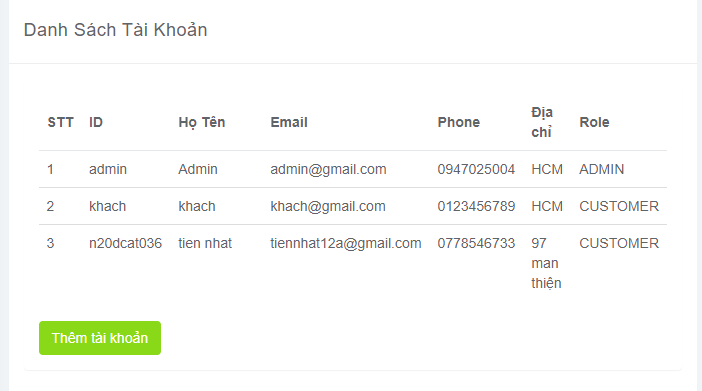 Danh Sách Tài Khoản
STT ID Họ Tên Email Phone Địa chỉ Role
1 admin Admin admin@gmail.com 0947025004 HCM ADMIN
2 khach khach khach@gmail.com 0123456789 HCM CUSTOMER
3 n20dcat036 tien nhat tiennhat12a@gmail.com 0778546733 97 man thiện CUSTOMER
Thêm tài khoản